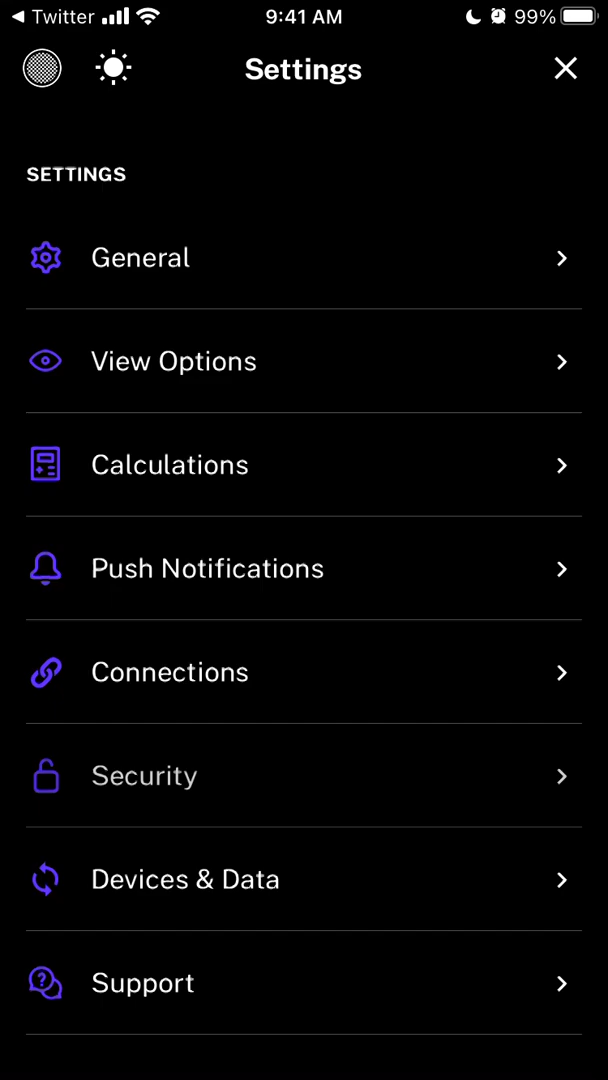 Twitter 9:41 AM 99%
Settings
SETTINGS
General
View Options
Calculations
Push Notifications
Connections
Security
Devices & Data
Support